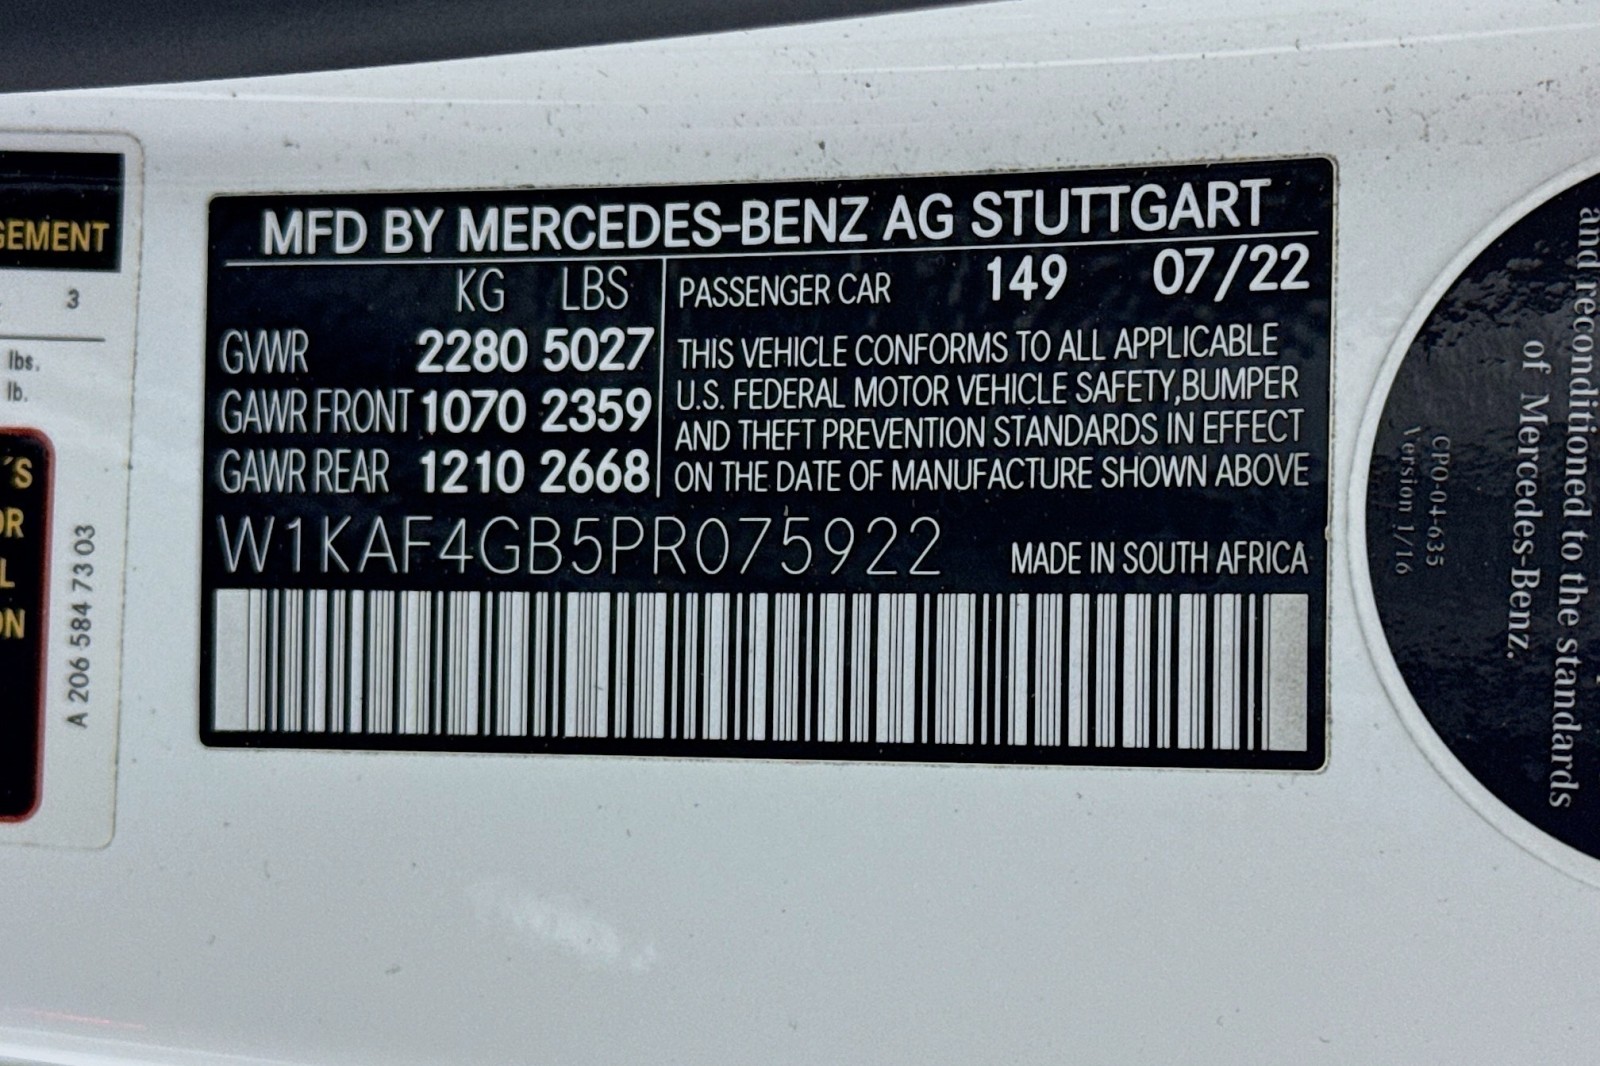 GEMENT
3
lbs.
lb.
´S
OR
L
ON
A 206 584 73 03
MFD BY MERCEDES-BENZ AG STUTTGART
KG LBS
GVWR 2280 5027
GAWR FRONT 1070 2359
GAWR REAR 1210 2668
PASSENGER CAR 149 07/22
THIS VEHICLE CONFORMS TO ALL APPLICABLE
U.S. FEDERAL MOTOR VEHICLE SAFETY,BUMPER
AND THEFT PREVENTION STANDARDS IN EFFECT
ON THE DATE OF MANUFACTURE SHOWN ABOVE
W1KAF4GB5PR075922 MADE IN SOUTH AFRICA
and reconditioned to the standards
of Mercedes-Benz.
CPO-04-635
Version 1/16